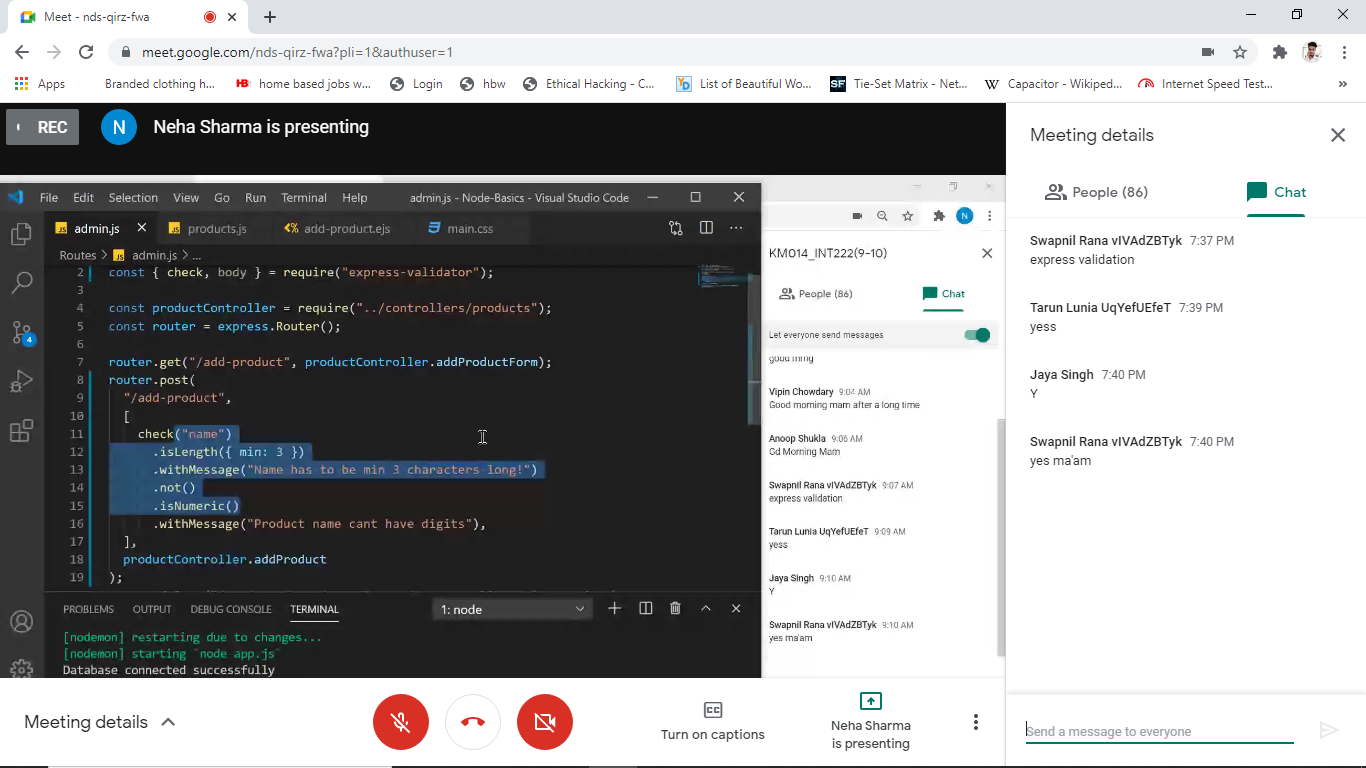 Meet - nds-qirz-fwa
meet.google.com/nds-qirz-fwa?pli=1&authuser=1
Apps Branded clothing h... HB home based jobs w... Login hbw Ethical Hacking - C... YD List of Beautiful Wo... SF Tie-Set Matrix - Net... W Capacitor - Wikiped... Internet Speed Test... »
REC N Neha Sharma is presenting
File Edit Selection View Go Run Terminal Help admin.js - Node-Basics - Visual Studio Code
JS admin.js JS products.js <% add-product.ejs main.css ...
Routes > JS admin.js > ...
2 const { check, body } = require("express-validator");
3
4 const productController = require("../controllers/products");
5 const router = express.Router();
6
7 router.get("/add-product", productController.addProductForm);
8 router.post(
9 "/add-product",
10 [
11 check("name")
12 .isLength({ min: 3 })
13 .withMessage("Name has to be min 3 characters long!")
14 .not()
15 .isNumeric()
16 .withMessage("Product name cant have digits"),
17 ],
18 productController.addProduct
19 );
4
PROBLEMS OUTPUT DEBUG CONSOLE TERMINAL 1: node
[nodemon] restarting due to changes...
[nodemon] starting `node app.js`
Database connected successfully
N
KM014_INT222(9-10)
People (86) Chat
Let everyone send messages
good mrng
Vipin Chowdary 9:04 AM
Good morning mam after a long time
Anoop Shukla 9:06 AM
Gd Morning Mam
Swapnil Rana vIVAdZBTyk 9:07 AM
express validation
Tarun Lunia UqYefUEfeT 9:09 AM
yess
Jaya Singh 9:10 AM
Y
Swapnil Rana vIVAdZBTyk 9:10 AM
yes ma'am
Meeting details
People (86) Chat
Swapnil Rana vIVAdZBTyk 7:37 PM
express validation
Tarun Lunia UqYefUEfeT 7:39 PM
yess
Jaya Singh 7:40 PM
Y
Swapnil Rana vIVAdZBTyk 7:40 PM
yes ma'am
Send a message to everyone
Meeting details
CC
Turn on captions
Neha Sharma
is presenting